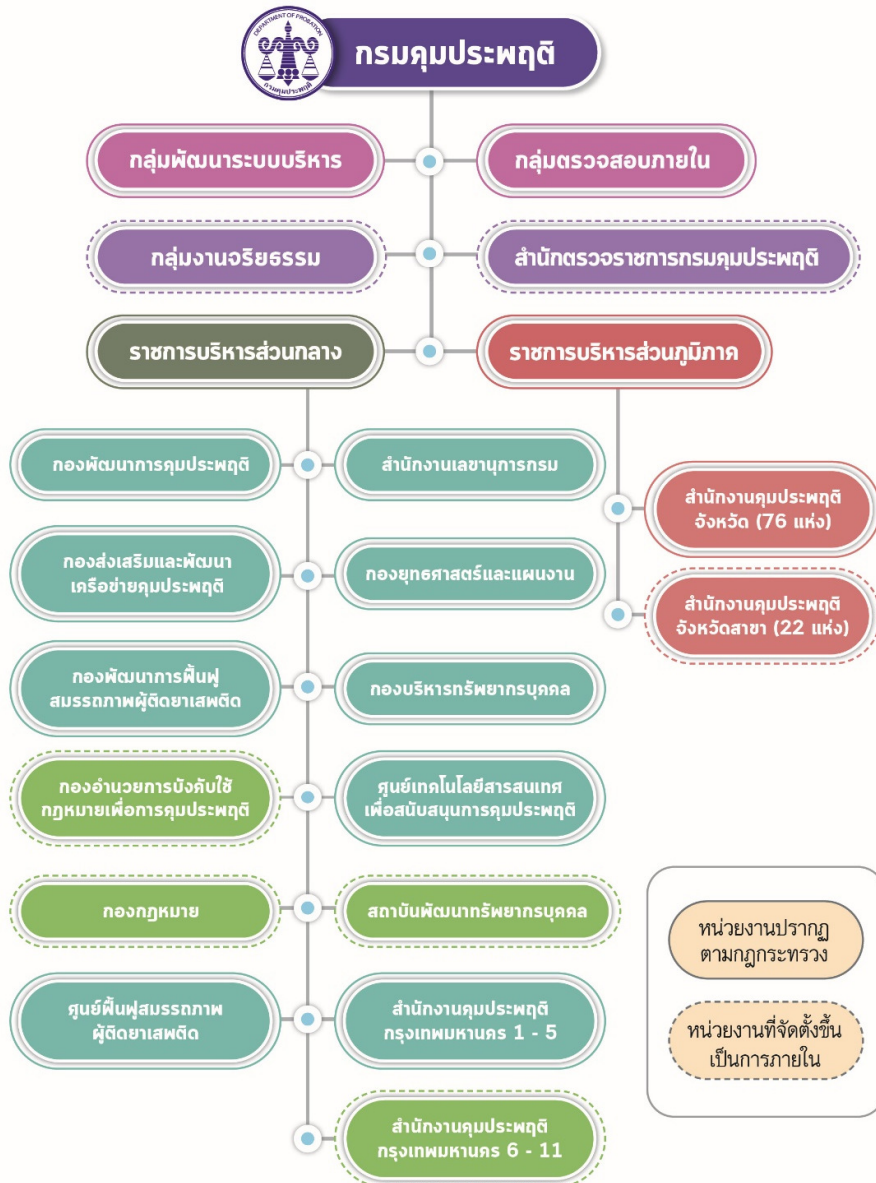 DEPARTMENT OF PROBATION
กรมคุมประพฤติ
กรมคุมประพฤติ
กลุ่มพัฒนาระบบบริหาร
กลุ่มตรวจสอบภายใน
กลุ่มงานจริยธรรม
สำนักตรวจราชการกรมคุมประพฤติ
ราชการบริหารส่วนกลาง
ราชการบริหารส่วนภูมิภาค
กองพัฒนาการคุมประพฤติ
สำนักงานเลขานุการกรม
สำนักงานคุมประพฤติ
จังหวัด (76 แห่ง)
กองส่งเสริมและพัฒนา
เครือข่ายคุมประพฤติ
กองยุทธศาสตร์และแผนงาน
สำนักงานคุมประพฤติ
จังหวัดสาขา (22 แห่ง)
กองพัฒนาการฟื้นฟู
สมรรถภาพผู้ติดยาเสพติด
กองบริหารทรัพยากรบุคคล
กองอำนวยการบังคับใช้
กฎหมายเพื่อการคุมประพฤติ
ศูนย์เทคโนโลยีสารสนเทศ
เพื่อสนับสนุนการคุมประพฤติ
กองกฎหมาย
สถาบันพัฒนาทรัพยากรบุคคล
ศูนย์ฟื้นฟูสมรรถภาพ
ผู้ติดยาเสพติด
สำนักงานคุมประพฤติ
กรุงเทพมหานคร 1 - 5
สำนักงานคุมประพฤติ
กรุงเทพมหานคร 6 - 11
หน่วยงานปรากฏ
ตามกฎกระทรวง
หน่วยงานที่จัดตั้งขึ้น
เป็นการภายใน